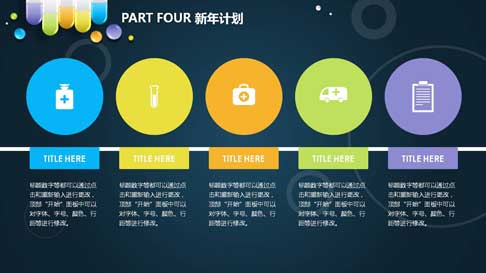 PART FOUR 新年计划
TITLE HERE
TITLE HERE
TITLE HERE
TITLE HERE
TITLE HERE
标题数字等都可以通过点
击和重新输入进行更改,
顶部“开始”面板中可以
对字体、字号、颜色、行
距等进行修改。
标题数字等都可以通过点
击和重新输入进行更改,
顶部“开始”面板中可以
对字体、字号、颜色、行
距等进行修改。
标题数字等都可以通过点
击和重新输入进行更改,
顶部“开始”面板中可以
对字体、字号、颜色、行
距等进行修改。
标题数字等都可以通过点
击和重新输入进行更改,
顶部“开始”面板中可以
对字体、字号、颜色、行
距等进行修改。
标题数字等都可以通过点
击和重新输入进行更改,
顶部“开始”面板中可以
对字体、字号、颜色、行
距等进行修改。